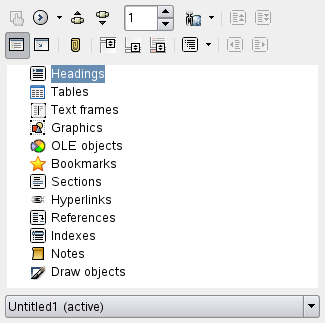 1
Headings
Tables
Text frames
Graphics
OLE objects
Bookmarks
Sections
Hyperlinks
References
Indexes
Notes
Draw objects
Untitled1 (active)